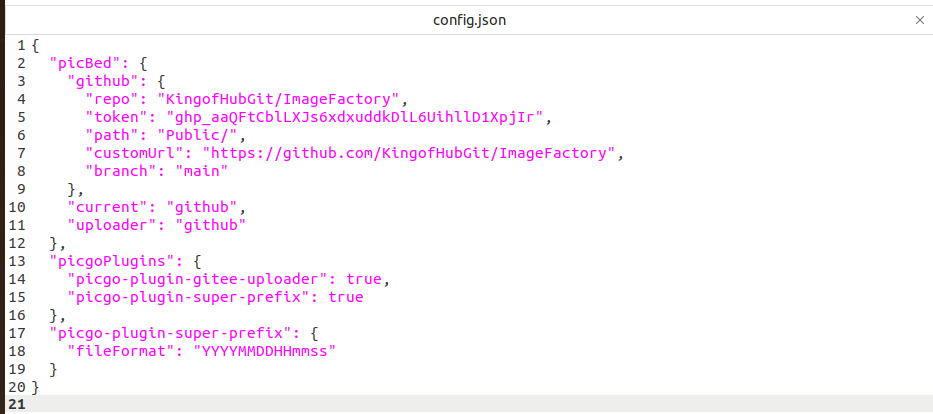 config.json
1 {
2 "picBed": {
3 "github": {
4 "repo": "KingofHubGit/ImageFactory",
5 "token": "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",
6 "path": "Public/",
7 "customUrl": "https://github.com/KingofHubGit/ImageFactory",
8 "branch": "main"
9 },
10 "current": "github",
11 "uploader": "github"
12 },
13 "picgoPlugins": {
14 "picgo-plugin-gitee-uploader": true,
15 "picgo-plugin-super-prefix": true
16 },
17 "picgo-plugin-super-prefix": {
18 "fileFormat": "YYYYMMDDHHmmss"
19 }
20 }
21